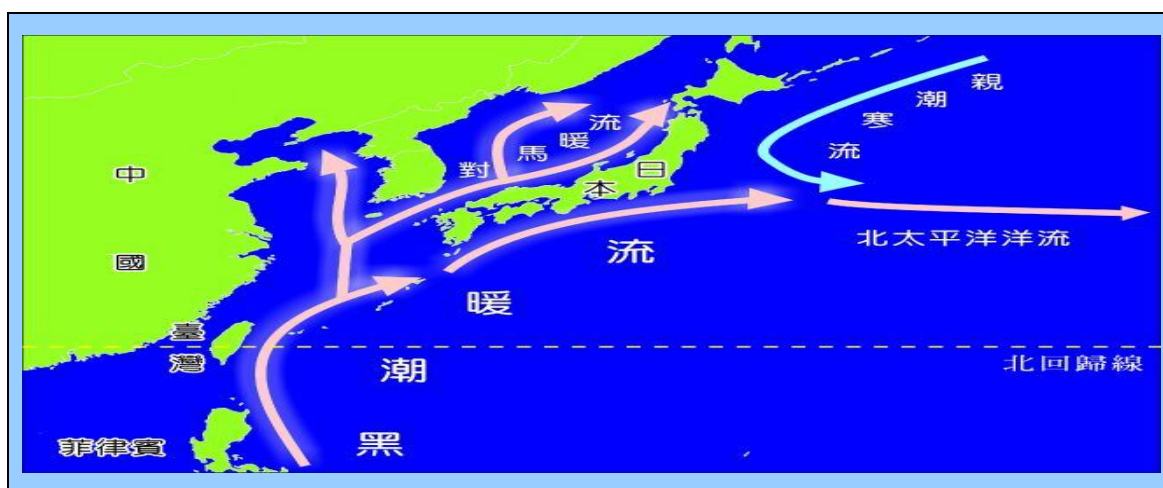 親潮寒流
對馬暖流
中國
日本
北太平洋洋流
黑潮暖流
臺灣
北回歸線
菲律賓